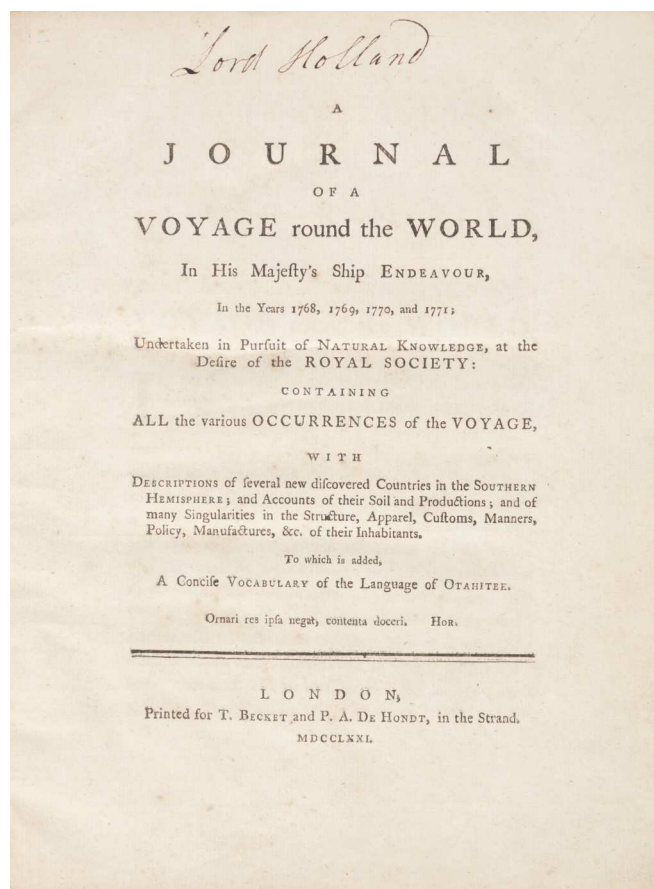 Lord Holland
A
JOURNAL
OF A
VOYAGE round the WORLD,
In His Majeſty's Ship ENDEAVOUR,
In the Years 1768, 1769, 1770, and 1771;
Undertaken in Purſuit of NATURAL KNOWLEDGE, at the
Deſire of the ROYAL SOCIETY:
CONTAINING
ALL the various OCCURRENCES of the VOYAGE,
WITH
DESCRIPTIONS of ſeveral new diſcovered Countries in the SOUTHERN
HEMISPHERE; and Accounts of their Soil and Productions; and of
many Singularities in the Structure, Apparel, Cuſtoms, Manners,
Policy, Manufactures, &c. of their Inhabitants.
To which is added,
A Conciſe VOCABULARY of the Language of OTAHITEE.
Ornari res ipſa negat, contenta doceri. HOR.
LONDON,
Printed for T. BECKET and P. A. DE HONDT, in the Strand.
MDCCLXXI.